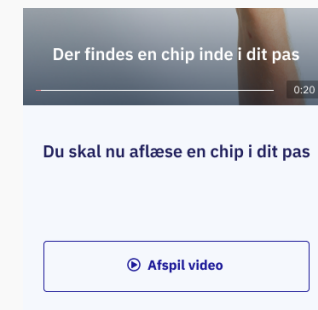 Der findes en chip inde i dit pas
0:20
Du skal nu aflæse en chip i dit pas
Afspil video